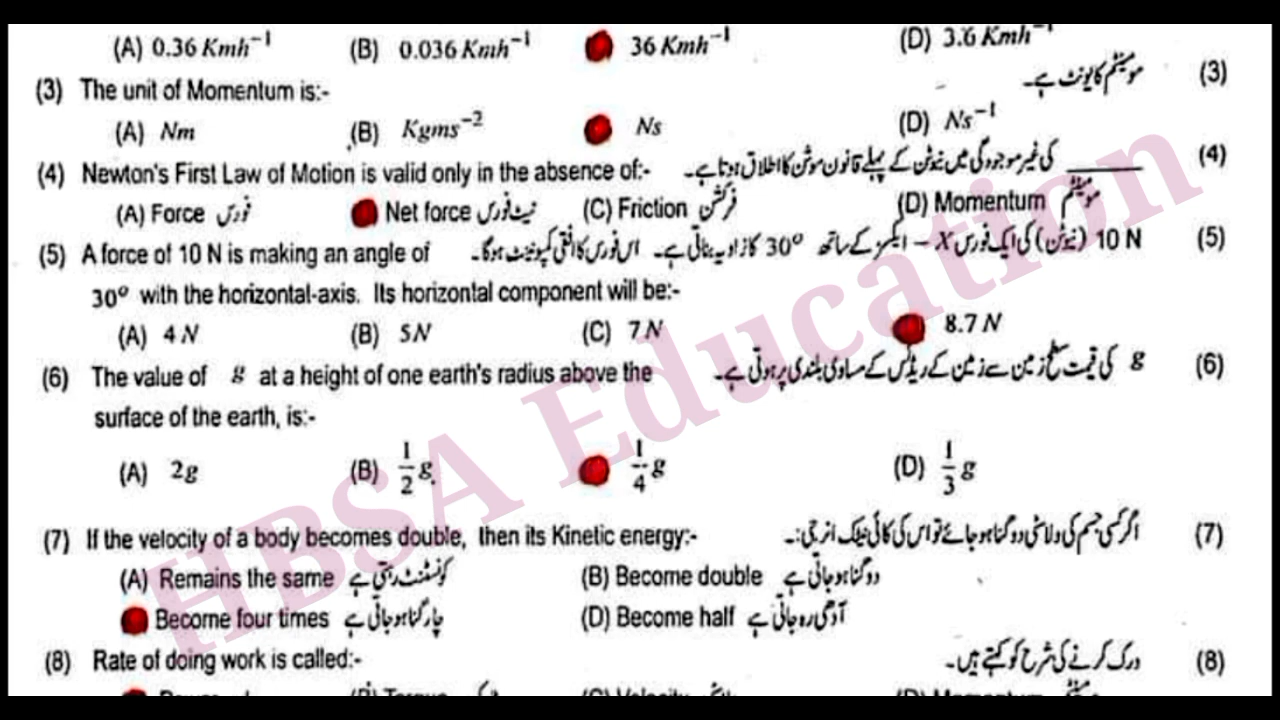 (A) 0.36 Kmh⁻¹ (B) 0.036 Kmh⁻¹ 36 Kmh⁻¹ (D) 3.6 Kmh⁻¹
(3) The unit of Momentum is:- مومینٹم کا یونٹ ہے۔ (3)
(A) Nm (B) Kgms⁻² Ns (D) Ns⁻¹
(4) Newton's First Law of Motion is valid only in the absence of:- ______ کی غیر موجودگی میں نیوٹن کے پہلے قانون موشن کا اطلاق ہوتا ہے۔ (4)
(A) Force فورس Net force نیٹ فورس (C) Friction فرکشن (D) Momentum مومینٹم
(5) A force of 10 N is making an angle of 10 N (نیوٹن) کی ایک فورس X – ایکسز کے ساتھ 30° کا زاویہ بناتی ہے۔ اس فورس کا افقی کمپونینٹ ہوگا۔ (5)
30° with the horizontal-axis. Its horizontal component will be:-
(A) 4 N (B) 5N (C) 7 N 8.7 N
(6) The value of g at a height of one earth's radius above the g کی قیمت سطح زمین سے زمین کے ریڈیس کے مساوی بلندی پر ہوتی ہے۔ (6)
surface of the earth, is:-
(A) 2g (B) 1/2 g. 1/4 g (D) 1/3 g
(7) If the velocity of a body becomes double, then its Kinetic energy:- اگر کسی جسم کی ولاسٹی دوگنا ہو جائے تو اس کی کائی نیٹک انرجی:۔ (7)
(A) Remains the same کونسٹنٹ رہتی ہے (B) Become double دوگنا ہو جاتی ہے
Become four times چار گنا ہو جاتی ہے (D) Become half آدھی رہ جاتی ہے
(8) Rate of doing work is called:- ورک کرنے کی شرح کو کہتے ہیں۔ (8)
Power (B) Torque (C) Velocity (D) Momentum
HBSA Education